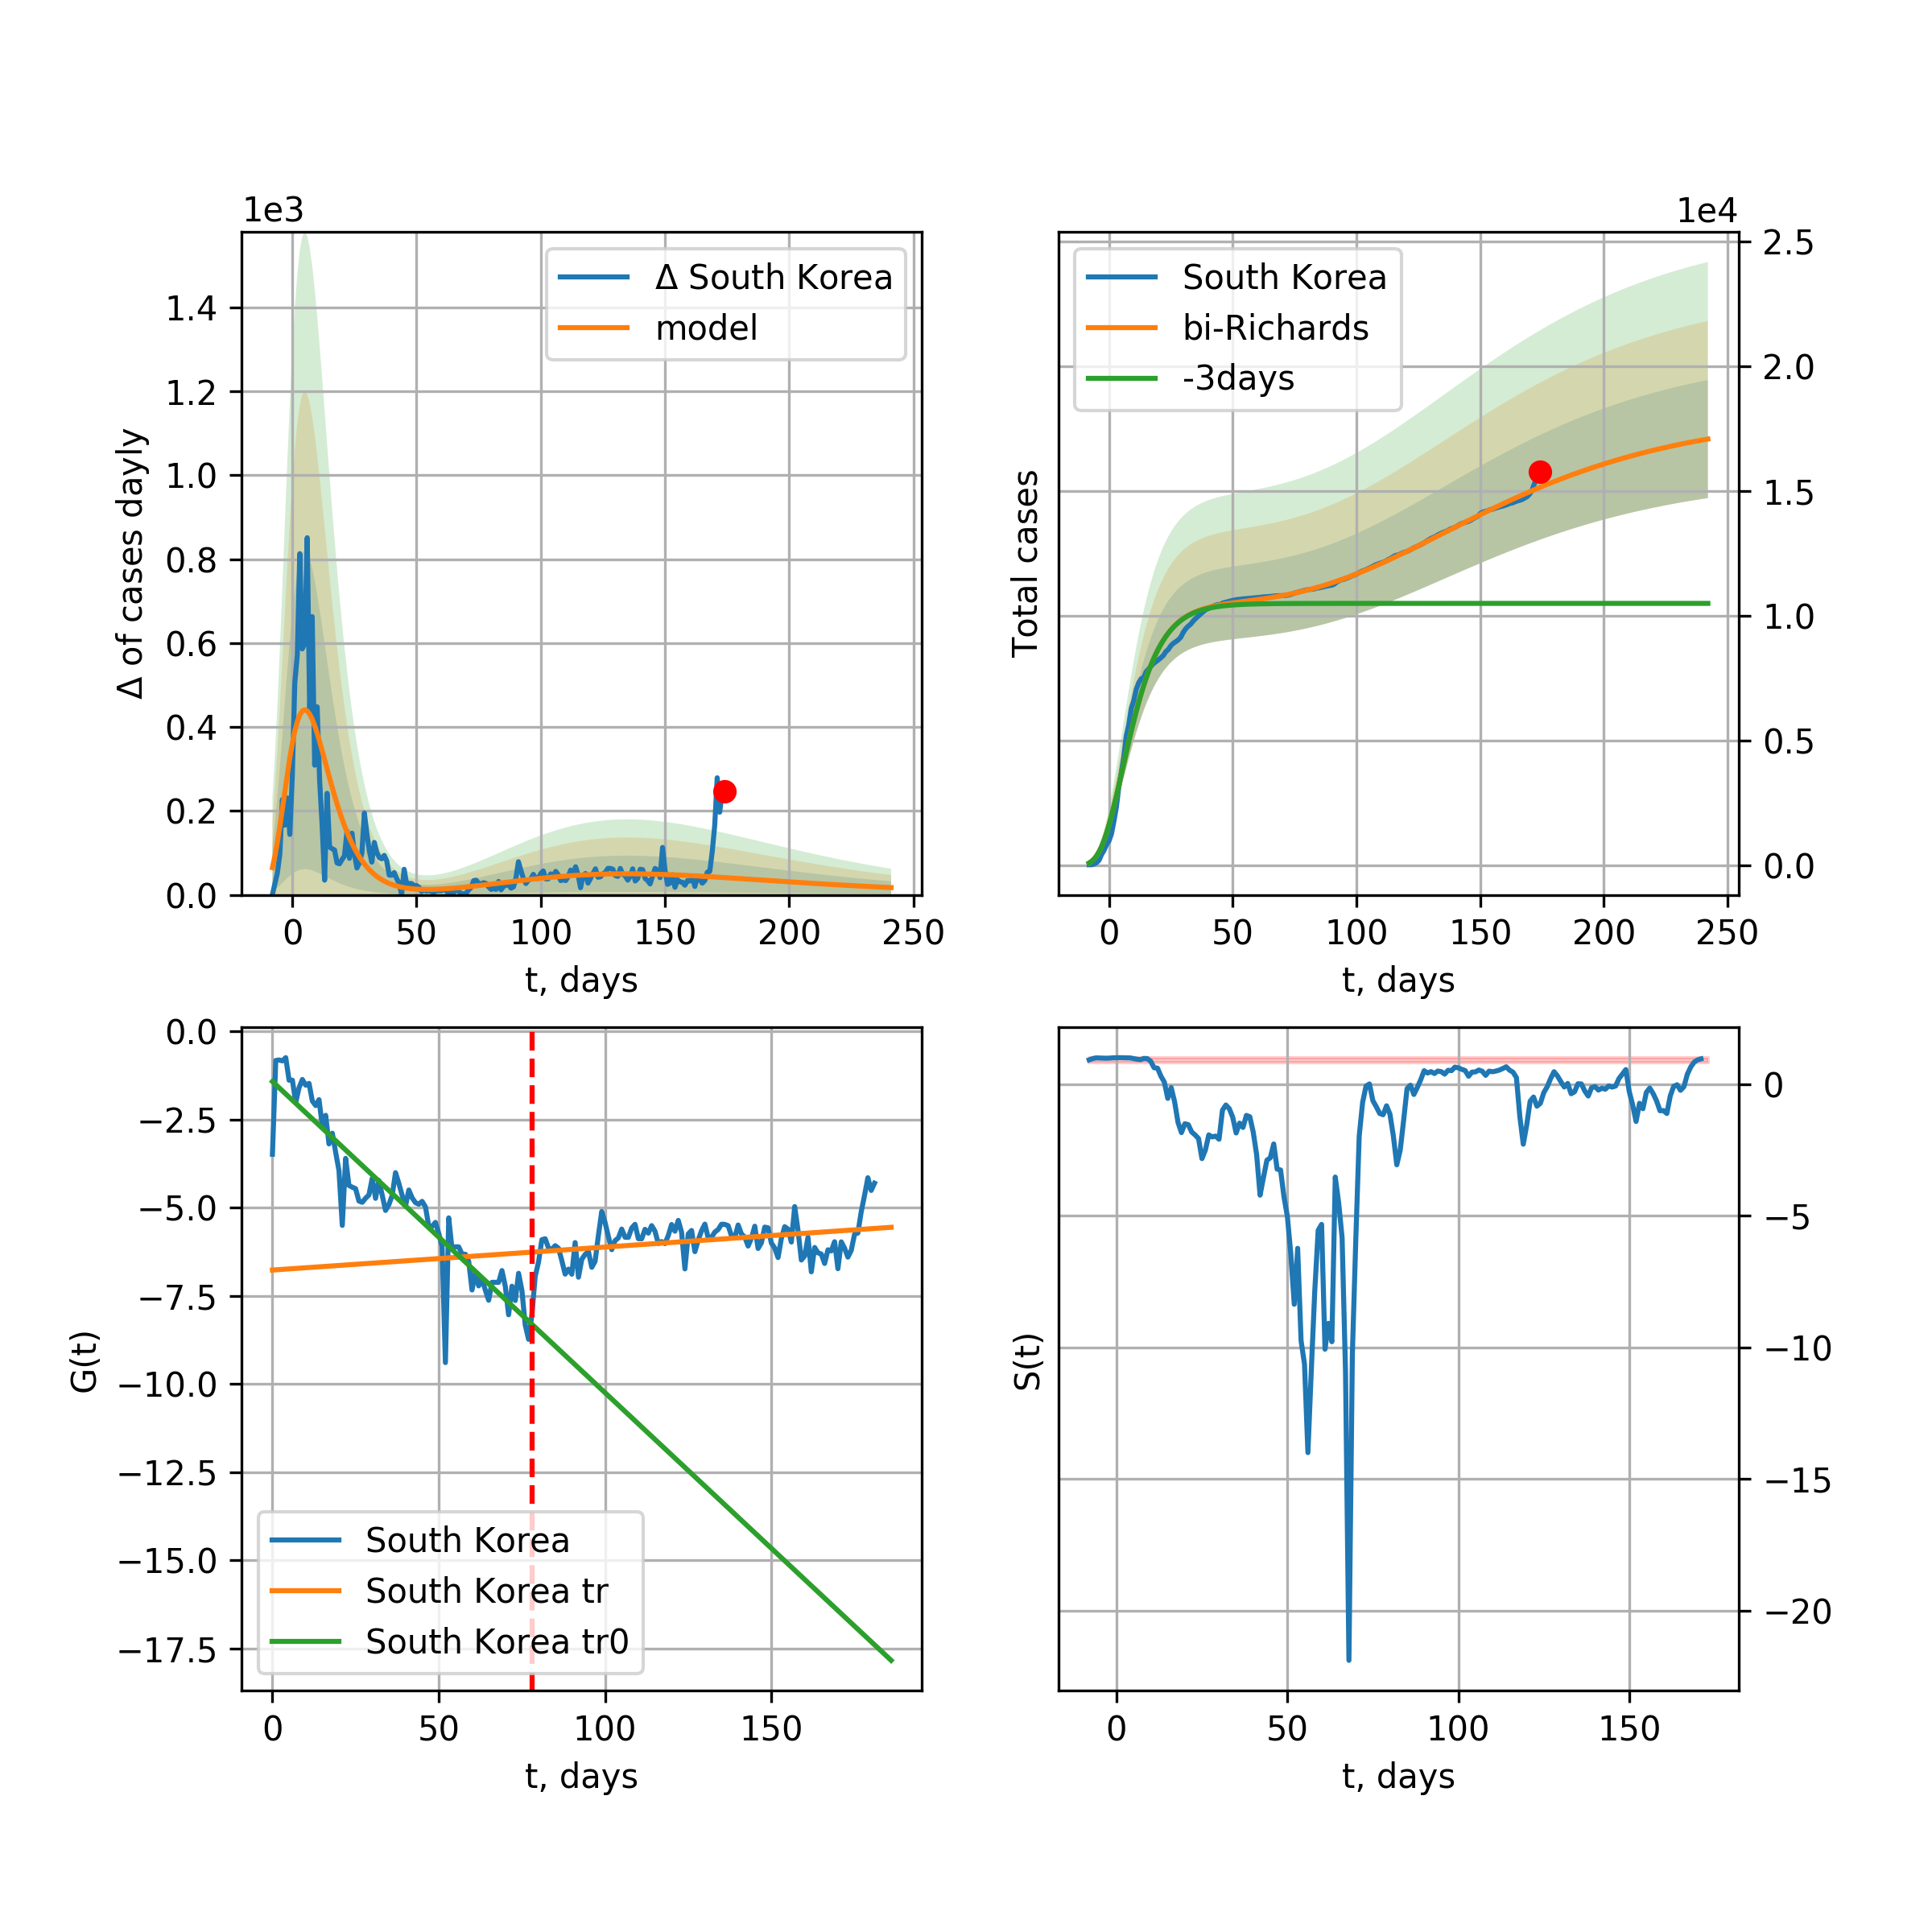 1e3
Δ of cases dayly
1.4
1.2
1.0
0.8
0.6
0.4
0.2
0.0
Δ South Korea
model
0 50 100 150 200 250
t, days
1e4
Total cases
2.5
2.0
1.5
1.0
0.5
0.0
South Korea
bi-Richards
-3days
0 50 100 150 200 250
t, days
G(t)
0.0
−2.5
−5.0
−7.5
−10.0
−12.5
−15.0
−17.5
South Korea
South Korea tr
South Korea tr0
0 50 100 150
t, days
S(t)
0
−5
−10
−15
−20
0 50 100 150
t, days